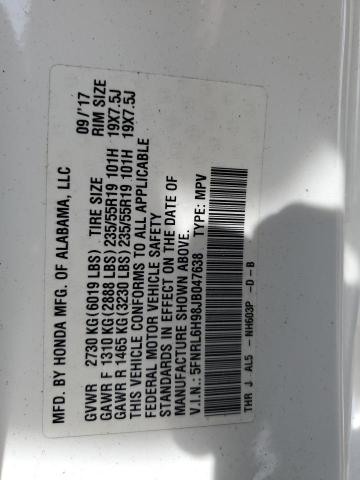 MFD. BY HONDA MFG. OF ALABAMA, LLC 09/'17
GVWR 2730 KG(6019 LBS) TIRE SIZE RIM SIZE
GAWR F 1310 KG(2888 LBS)235/55R19 101H 19X7.5J
GAWR R 1465 KG(3230 LBS)235/55R19 101H 19X7.5J
THIS VEHICLE CONFORMS TO ALL APPLICABLE
FEDERAL MOTOR VEHICLE SAFETY
STANDARDS IN EFFECT ON THE DATE OF
MANUFACTURE SHOWN ABOVE.
V.I.N.: 5FNRL6H98JB047638 TYPE: MPV
THR J AL5 - NH603P -D-B